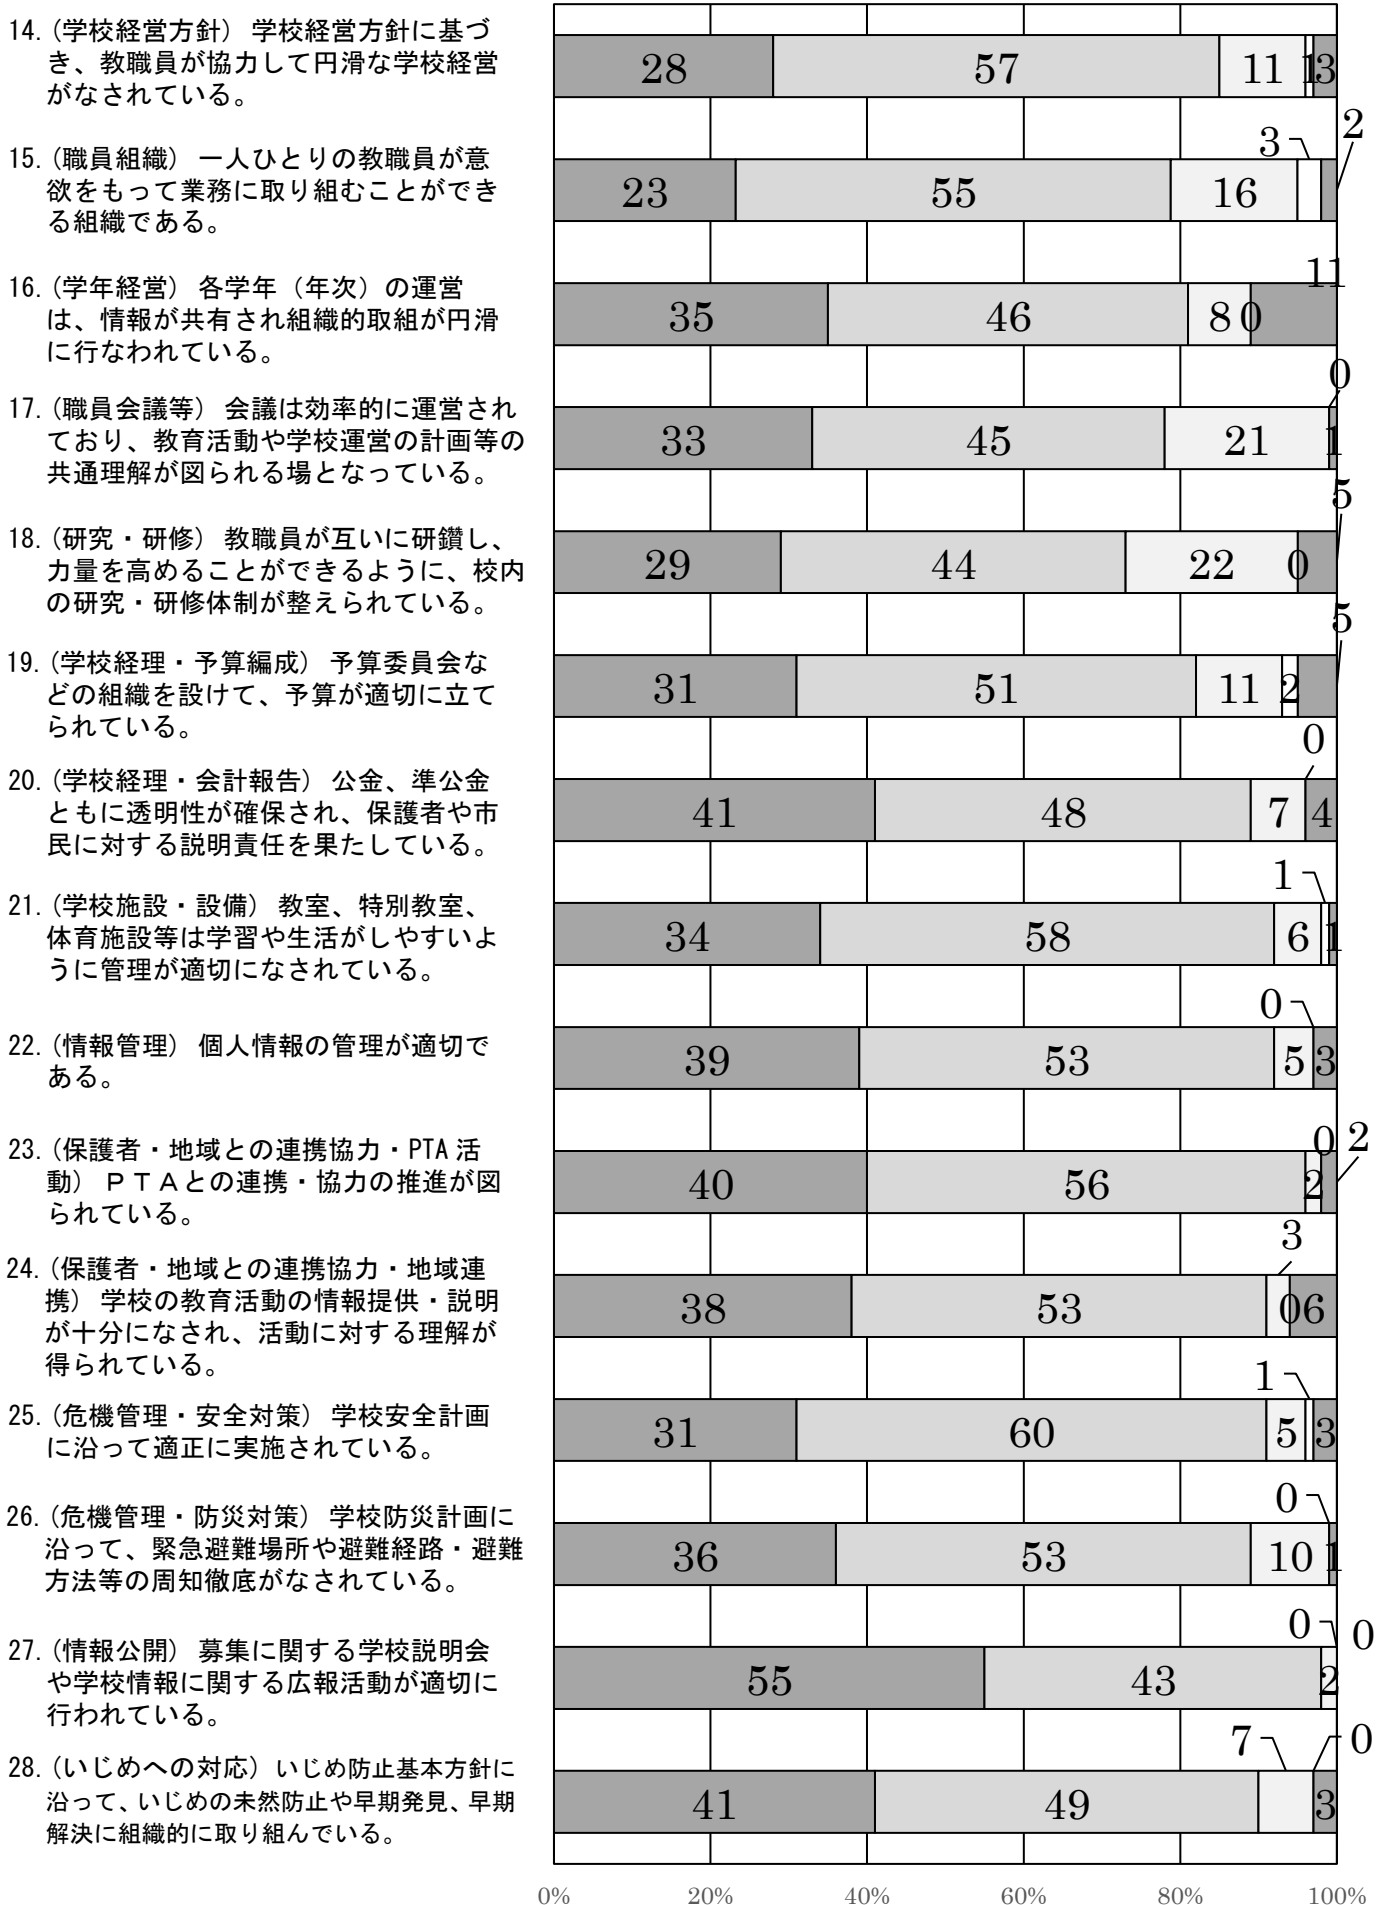 14. (学校経営方針) 学校経営方針に基づ
き、教職員が協力して円滑な学校経営
がなされている。
28 57 11 1 3
15. (職員組織) 一人ひとりの教職員が意
欲をもって業務に取り組むことができ
る組織である。
23 55 16 3 2
16. (学年経営) 各学年（年次）の運営
は、情報が共有され組織的取組が円滑
に行なわれている。
35 46 8 0 11
17. (職員会議等) 会議は効率的に運営され
ており、教育活動や学校運営の計画等の
共通理解が図られる場となっている。
33 45 21 0 1
18. (研究・研修) 教職員が互いに研鑽し、
力量を高めることができるように、校内
の研究・研修体制が整えられている。
29 44 22 0 5
19. (学校経理・予算編成) 予算委員会な
どの組織を設けて、予算が適切に立て
られている。
31 51 11 2 5
20. (学校経理・会計報告) 公金、準公金
ともに透明性が確保され、保護者や市
民に対する説明責任を果たしている。
41 48 7 0 4
21. (学校施設・設備) 教室、特別教室、
体育施設等は学習や生活がしやすいよ
うに管理が適切になされている。
34 58 6 1 1
22. (情報管理) 個人情報の管理が適切で
ある。
39 53 5 0 3
23. (保護者・地域との連携協力・PTA 活
動) ＰＴＡとの連携・協力の推進が図
られている。
40 56 2 0 2
24. (保護者・地域との連携協力・地域連
携) 学校の教育活動の情報提供・説明
が十分になされ、活動に対する理解が
得られている。
38 53 3 0 6
25. (危機管理・安全対策) 学校安全計画
に沿って適正に実施されている。
31 60 5 1 3
26. (危機管理・防災対策) 学校防災計画に
沿って、緊急避難場所や避難経路・避難
方法等の周知徹底がなされている。
36 53 10 0 1
27. (情報公開) 募集に関する学校説明会
や学校情報に関する広報活動が適切に
行われている。
55 43 2 0 0
28. (いじめへの対応) いじめ防止基本方針に
沿って、いじめの未然防止や早期発見、早期
解決に組織的に取り組んでいる。
41 49 7 0 3
0% 20% 40% 60% 80% 100%